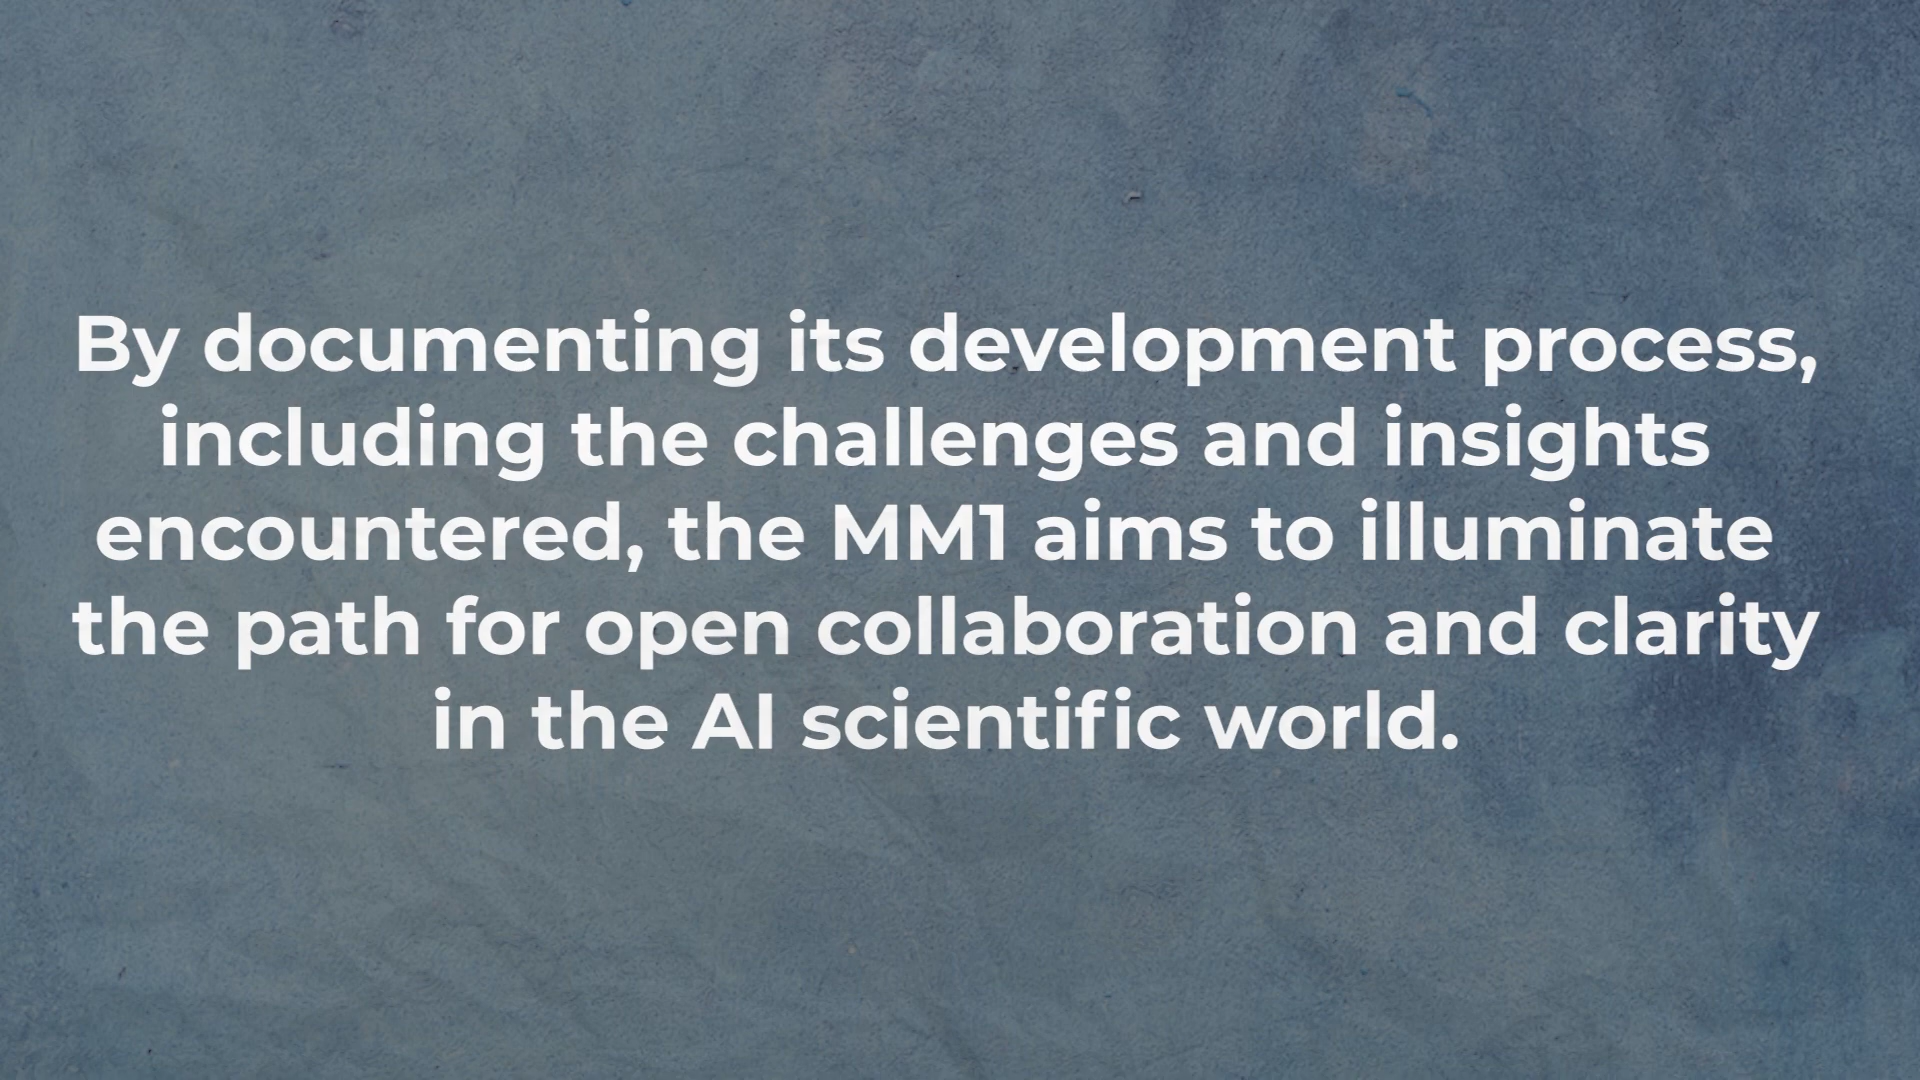 By documenting its development process,
including the challenges and insights
encountered, the MM1 aims to illuminate
the path for open collaboration and clarity
in the AI scientific world.